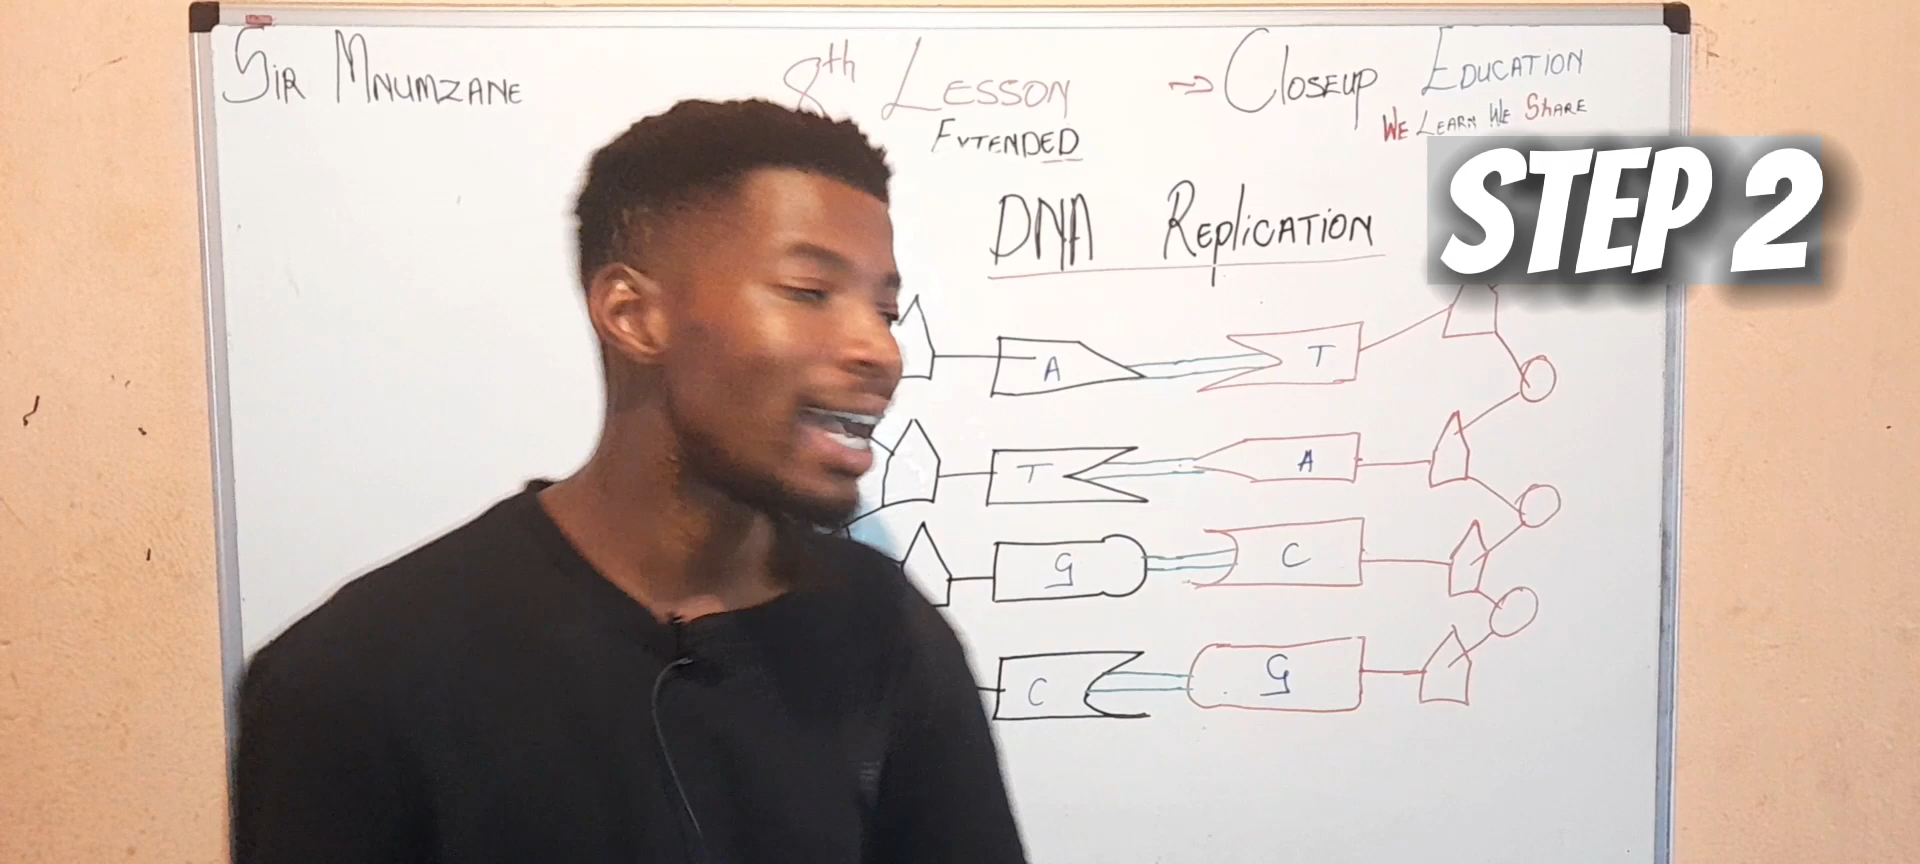 SIR MNUMZANE
8th LESSON → CLOSEUP EDUCATION
EXTENDED
WE LEARN WE SHARE
STEP 2
DNA REPLICATION
A T
T A
G C
C G